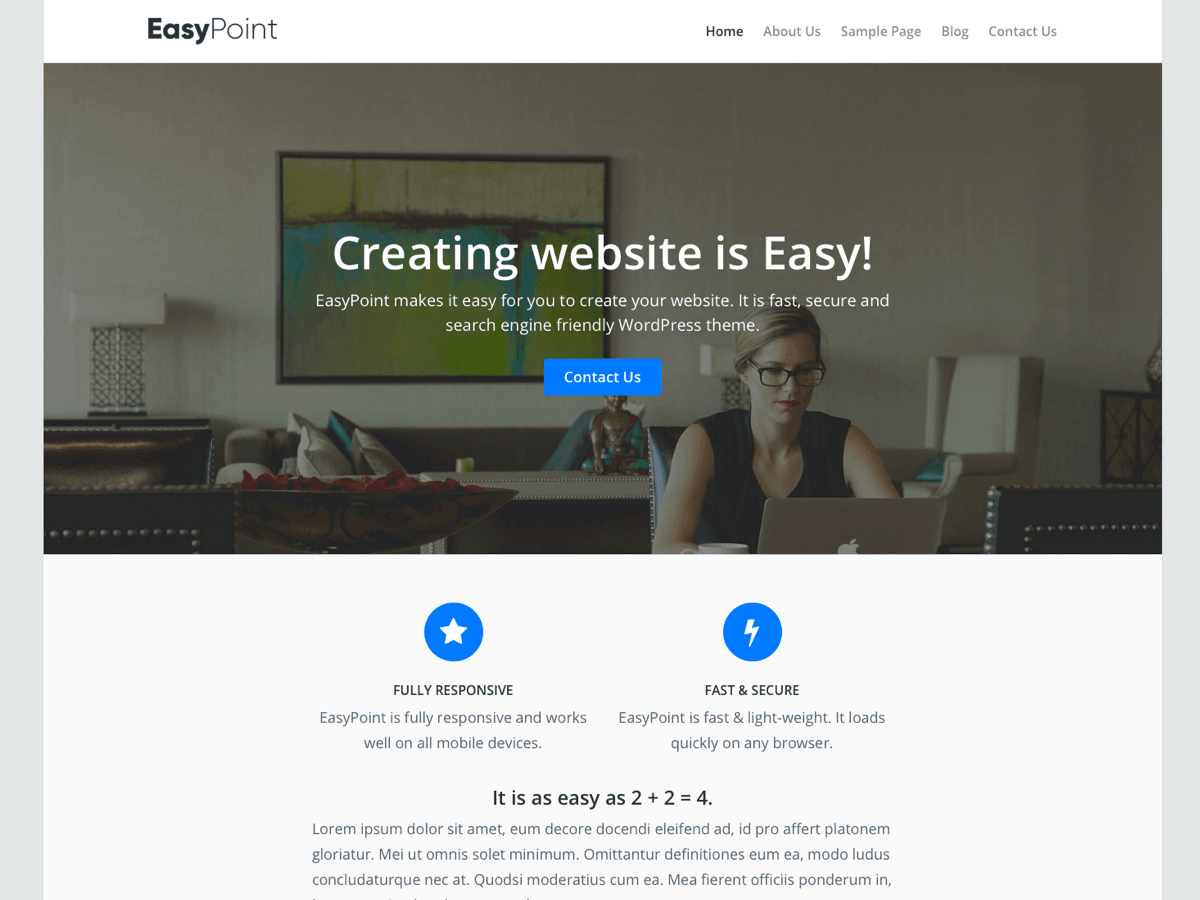 EasyPoint
Home About Us Sample Page Blog Contact Us
Creating website is Easy!
EasyPoint makes it easy for you to create your website. It is fast, secure and
search engine friendly WordPress theme.
Contact Us
FULLY RESPONSIVE
EasyPoint is fully responsive and works
well on all mobile devices.
FAST & SECURE
EasyPoint is fast & light-weight. It loads
quickly on any browser.
It is as easy as 2 + 2 = 4.
Lorem ipsum dolor sit amet, eum decore docendi eleifend ad, id pro affert platonem
gloriatur. Mei ut omnis solet minimum. Omittantur definitiones eum ea, modo ludus
concludaturque nec at. Quodsi moderatius cum ea. Mea fierent officiis ponderum in,